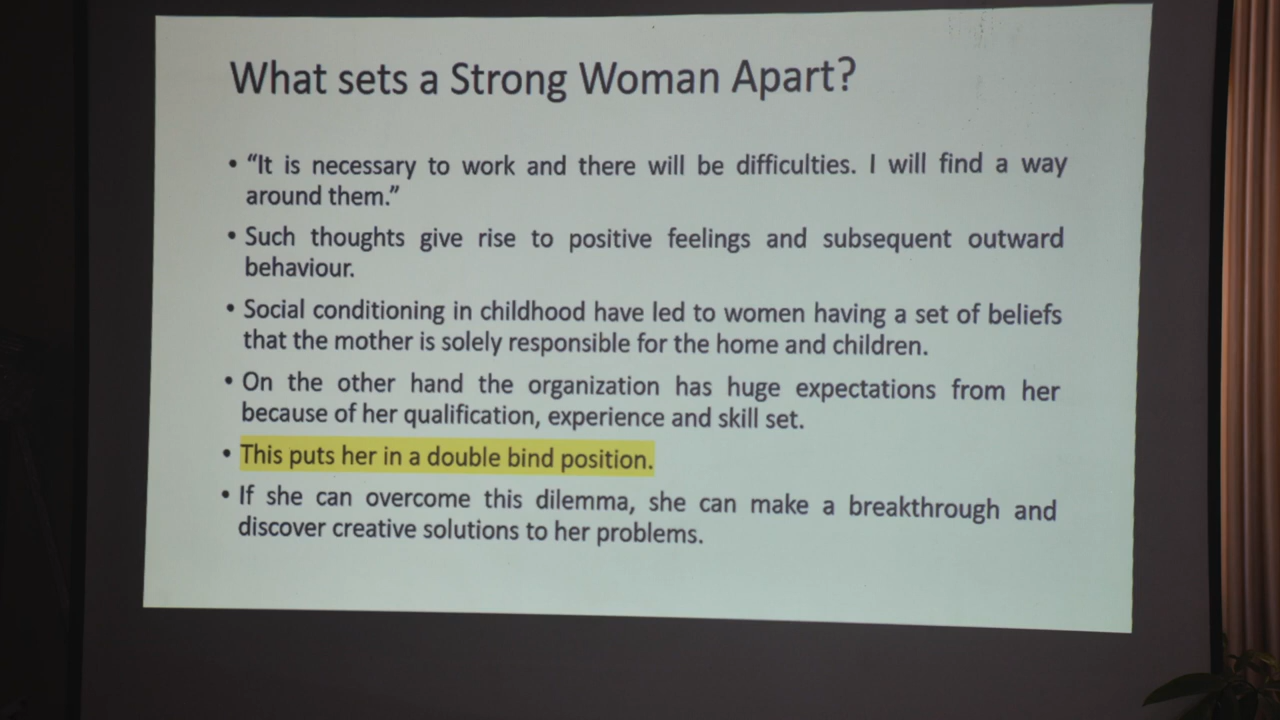 What sets a Strong Woman Apart?
• “It is necessary to work and there will be difficulties. I will find a way
around them.”
• Such thoughts give rise to positive feelings and subsequent outward
behaviour.
• Social conditioning in childhood have led to women having a set of beliefs
that the mother is solely responsible for the home and children.
• On the other hand the organization has huge expectations from her
because of her qualification, experience and skill set.
• This puts her in a double bind position.
• If she can overcome this dilemma, she can make a breakthrough and
discover creative solutions to her problems.